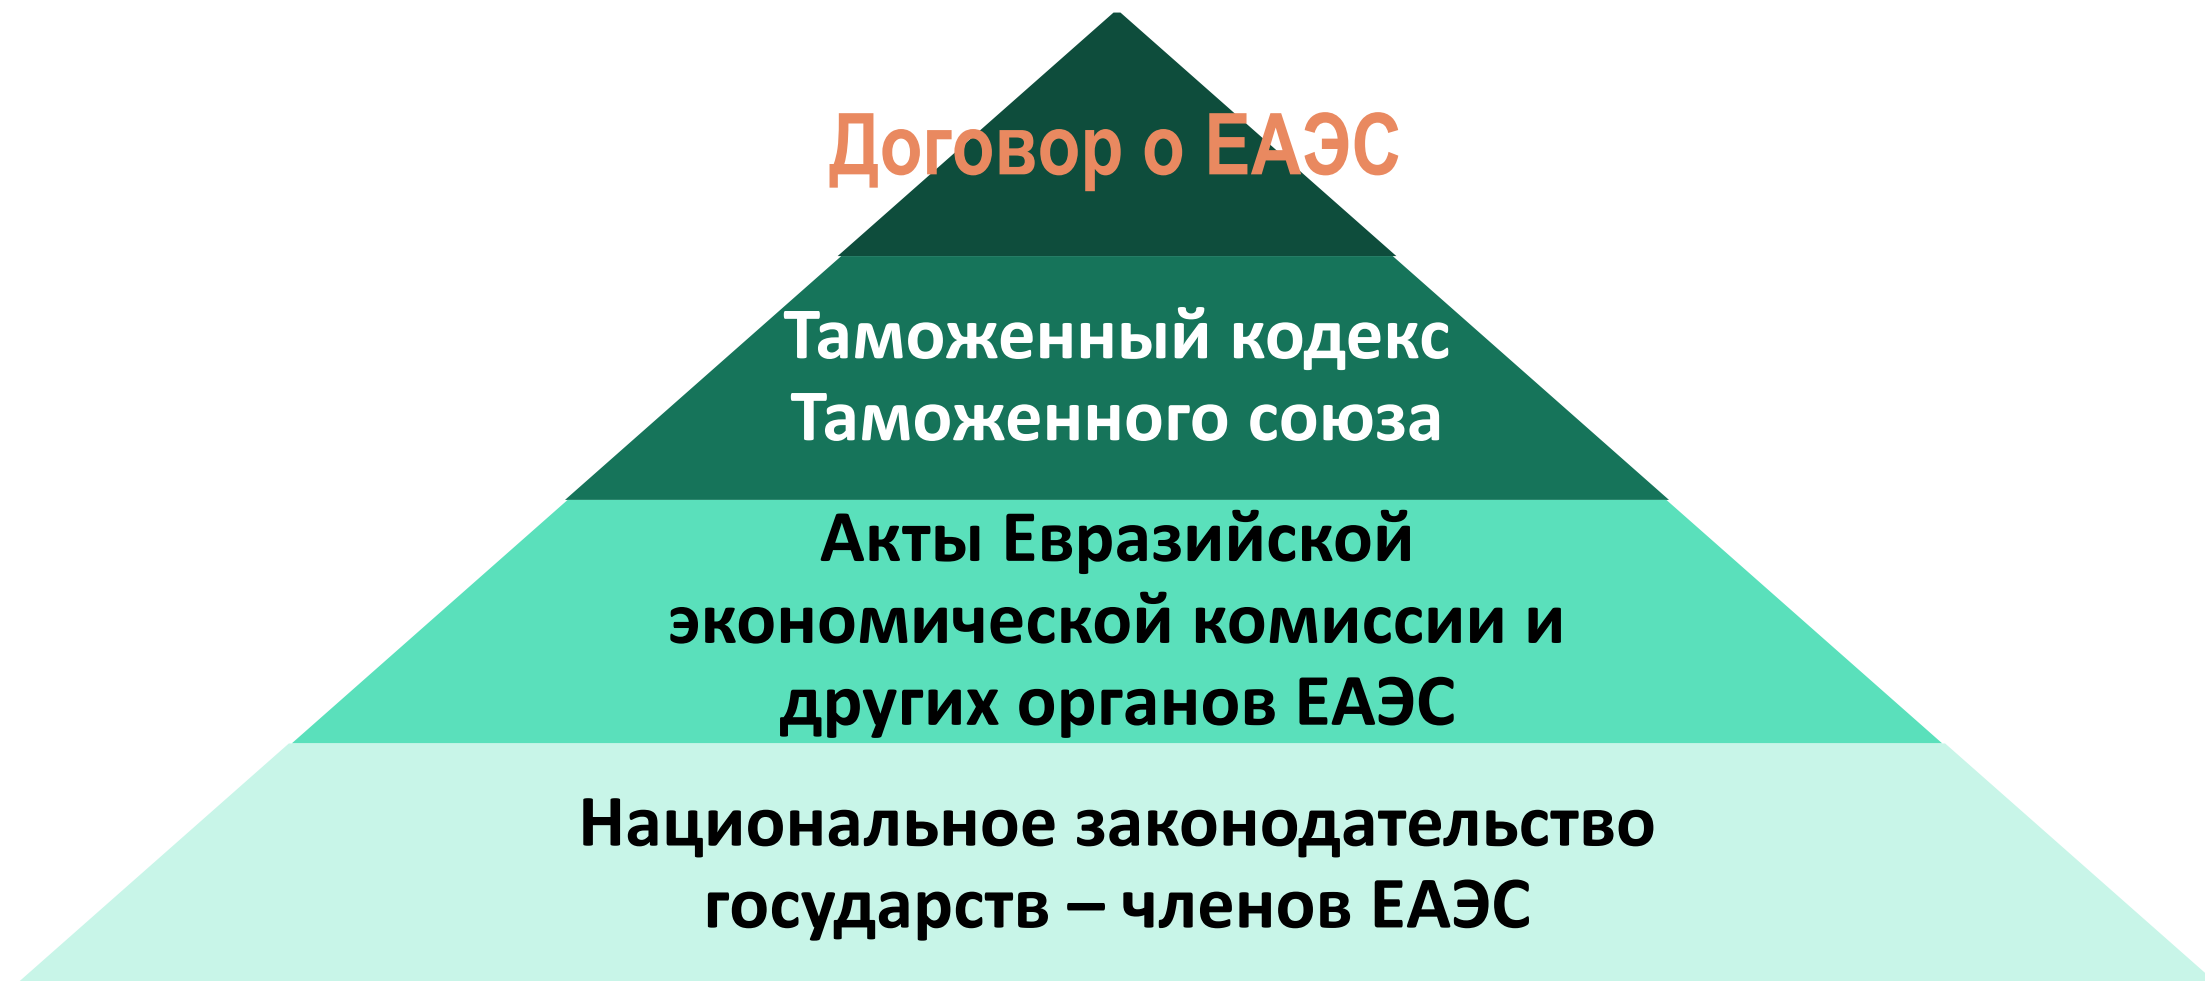 Договор о ЕАЭС
Таможенный кодекс
Таможенного союза
Акты Евразийской
экономической комиссии и
других органов ЕАЭС
Национальное законодательство
государств – членов ЕАЭС